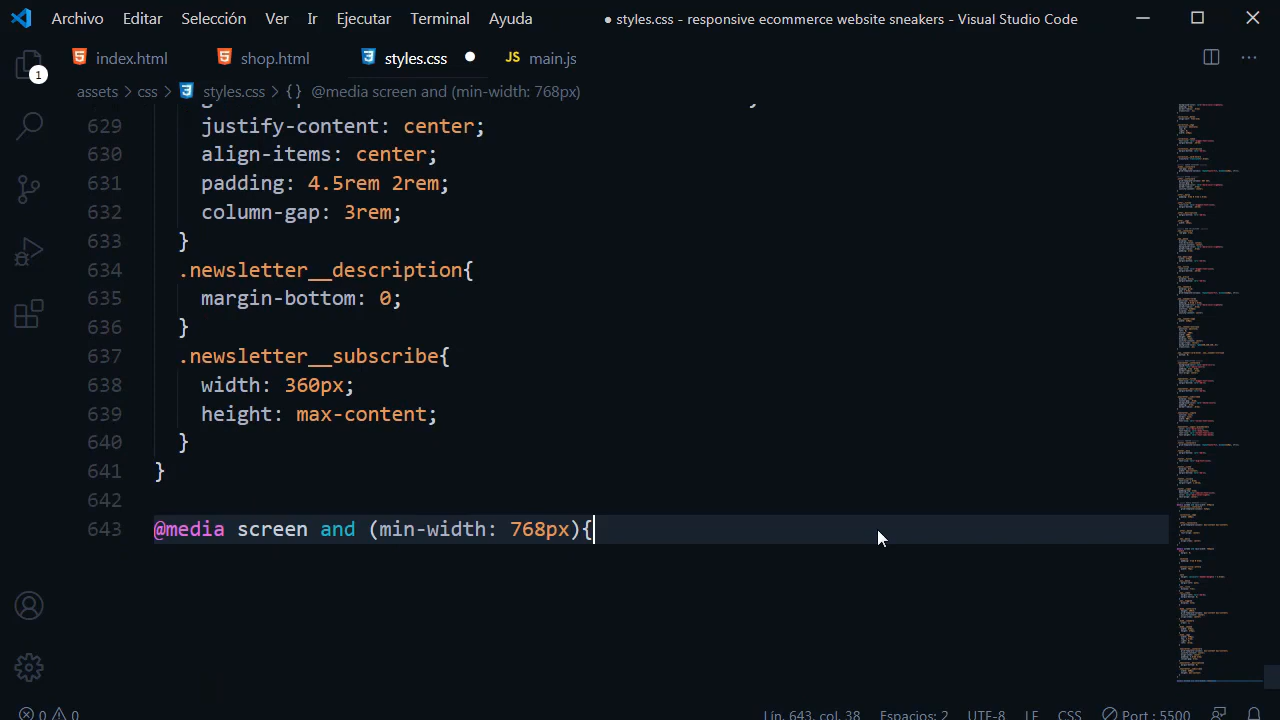 Archivo Editar Selección Ver Ir Ejecutar Terminal Ayuda ● styles.css - responsive ecommerce website sneakers - Visual Studio Code
index.html shop.html styles.css JS main.js
1
assets > css > styles.css > {} @media screen and (min-width: 768px)
629 justify-content: center;
630 align-items: center;
631 padding: 4.5rem 2rem;
632 column-gap: 3rem;
633 }
634 .newsletter__description{
635 margin-bottom: 0;
636 }
637 .newsletter__subscribe{
638 width: 360px;
639 height: max-content;
640 }
641 }
642
643 @media screen and (min-width: 768px){
0 0 Lín. 643, col. 38 Espacios: 2 UTF-8 LF CSS Port : 5500